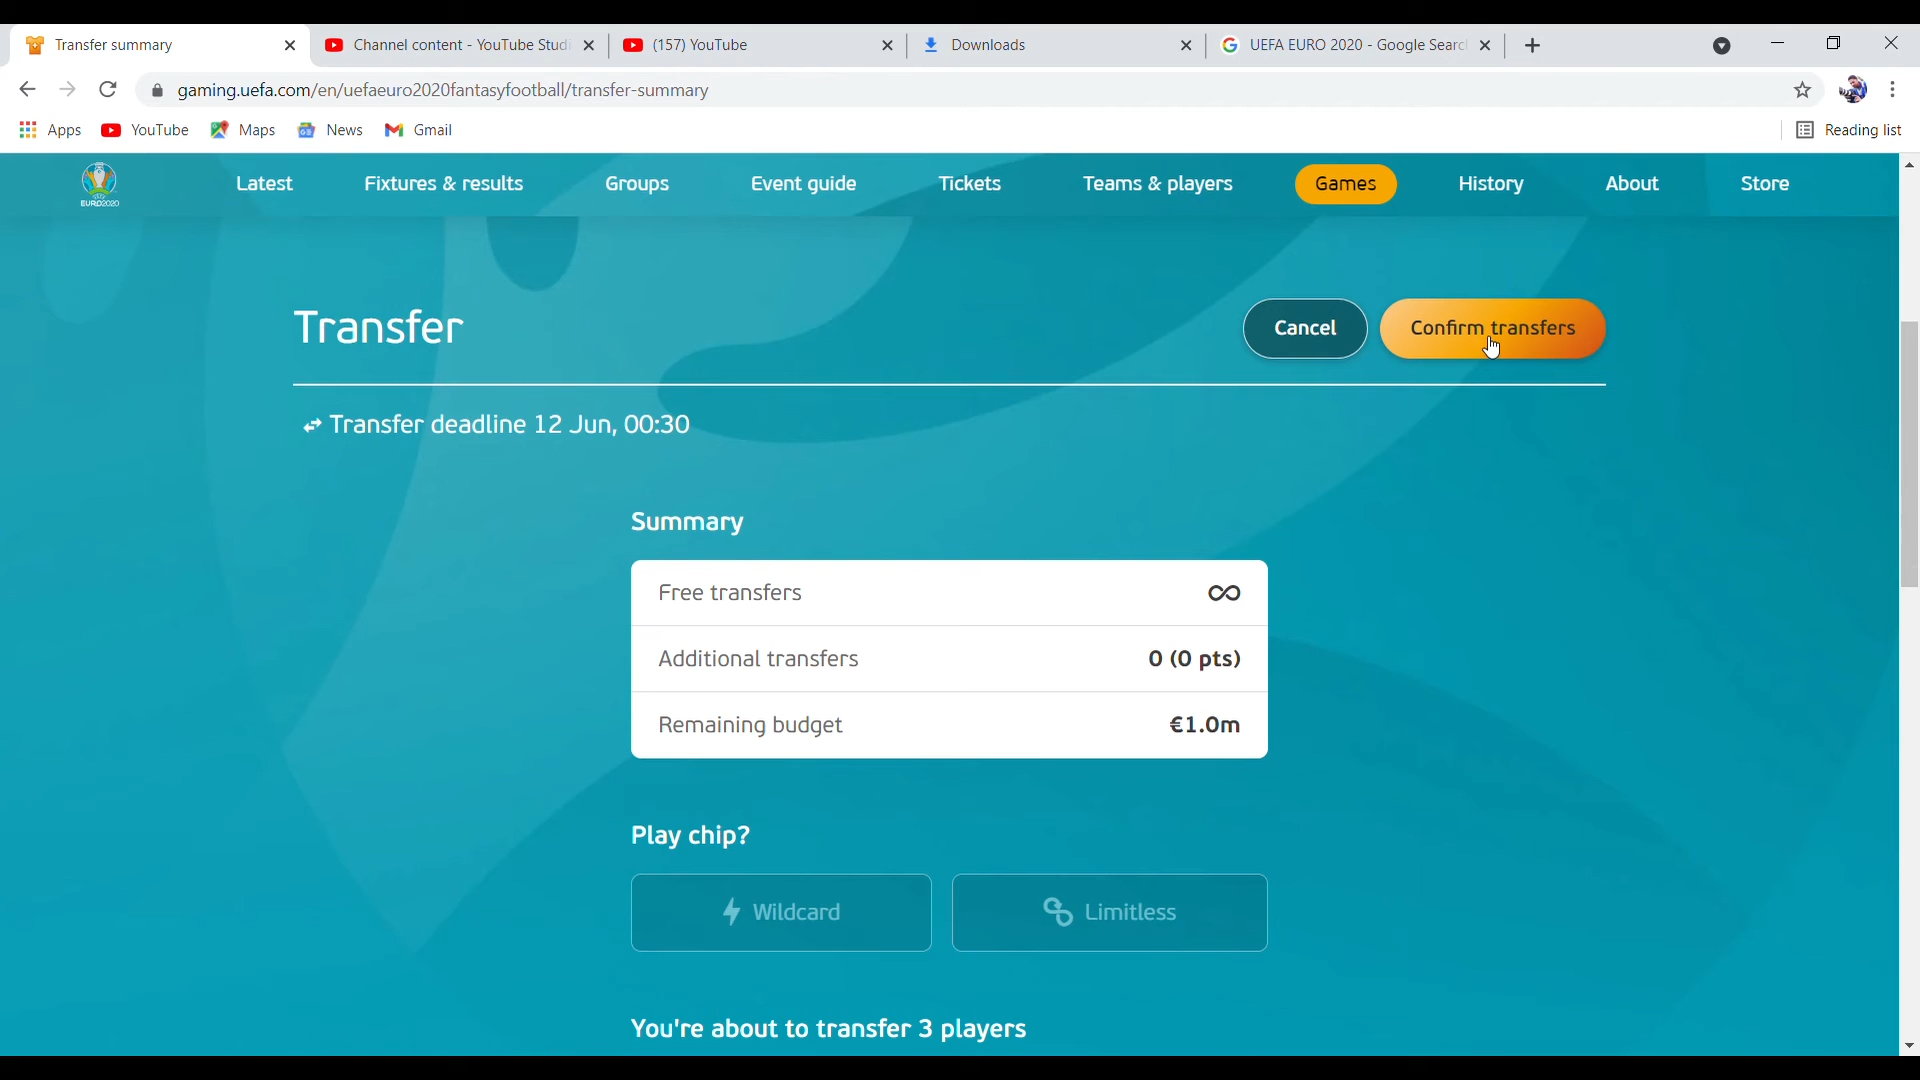 Transfer summary
Channel content - YouTube Studi
(157) YouTube
Downloads
UEFA EURO 2020 - Google Searc
gaming.uefa.com/en/uefaeuro2020fantasyfootball/transfer-summary
Apps
YouTube
Maps
News
Gmail
Reading list
EURO2020
Latest
Fixtures & results
Groups
Event guide
Tickets
Teams & players
Games
History
About
Store
Transfer
Cancel
Confirm transfers
Transfer deadline 12 Jun, 00:30
Summary
Free transfers ∞
Additional transfers 0 (0 pts)
Remaining budget €1.0m
Play chip?
Wildcard
Limitless
You're about to transfer 3 players